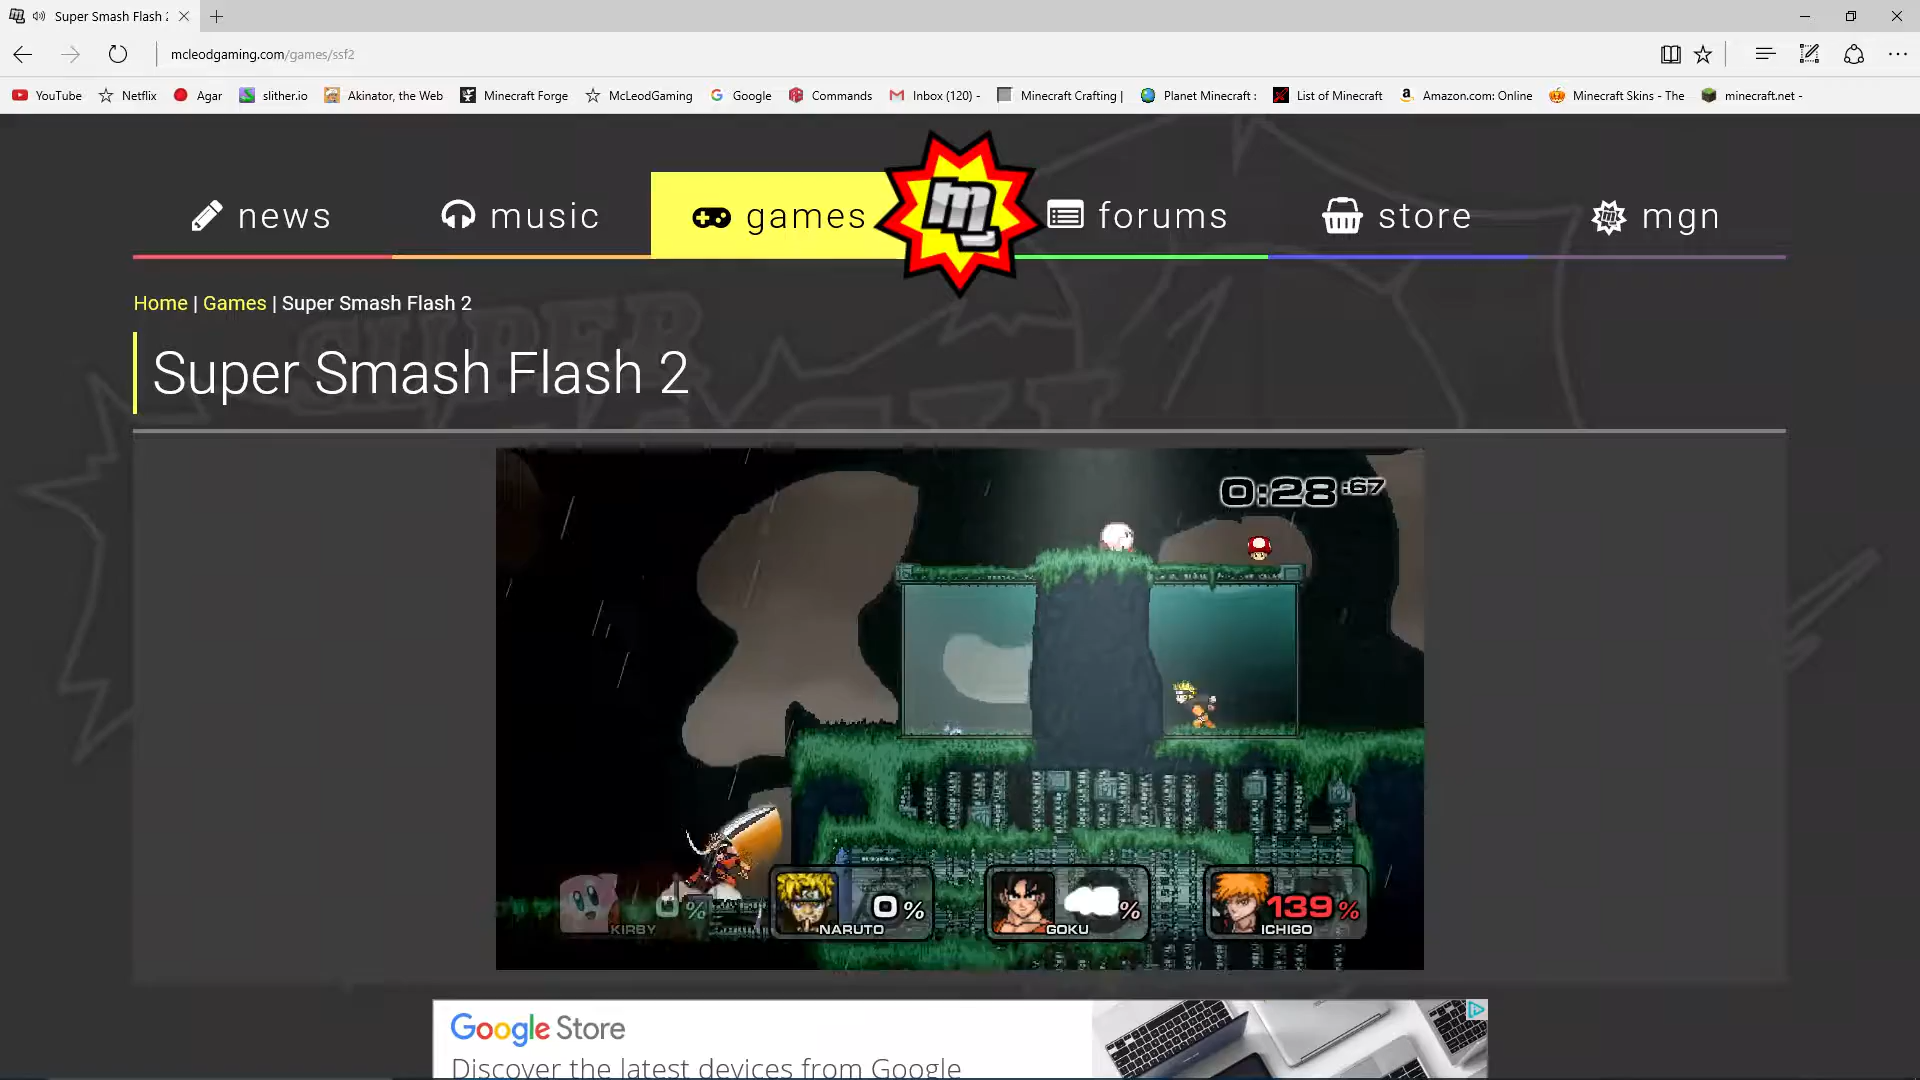 Super Smash Flash 2
mcleodgaming.com/games/ssf2
YouTube Netflix Agar slither.io Akinator, the Web Minecraft Forge McLeodGaming Google Commands Inbox (120) - Minecraft Crafting | Planet Minecraft : List of Minecraft Amazon.com: Online Minecraft Skins - The minecraft.net -
news music games m forums store mgn
Home | Games | Super Smash Flash 2
Super Smash Flash 2
0:28:67
0% 0% % 139%
KIRBY NARUTO GOKU ICHIGO
Google Store
Discover the latest devices from Google